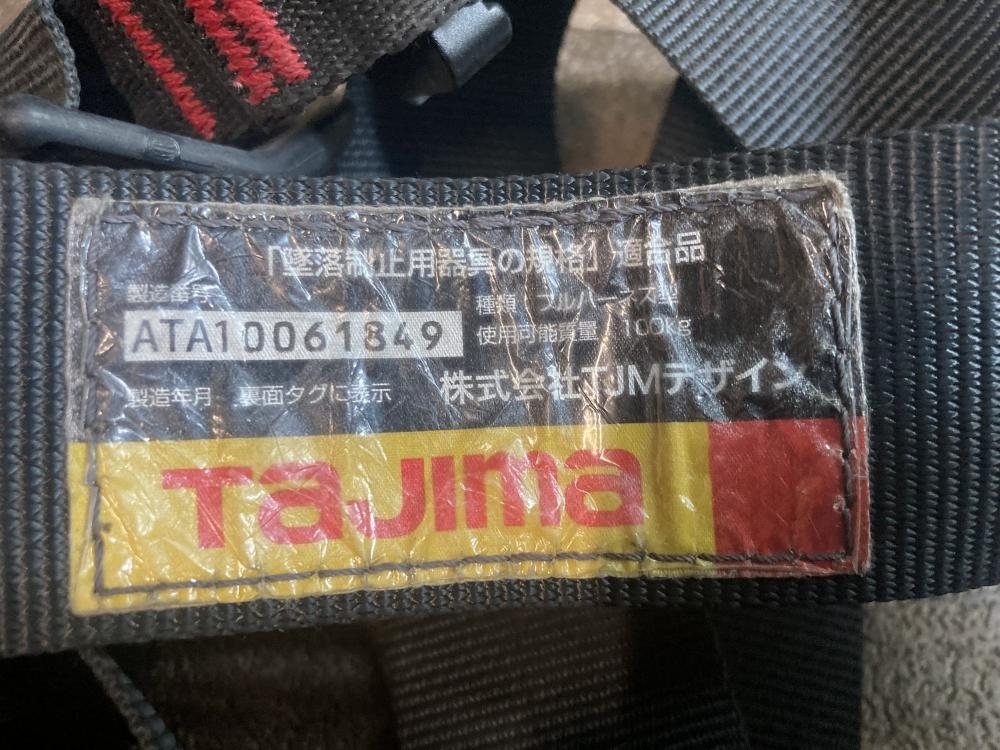 「墜落制止用器具の規格」適合品
製造番号
ATA10061849
種類 フルハーネス型
使用可能質量 100kg
製造年月 裏面タグに表示
株式会社TJMデザイン
Tajima